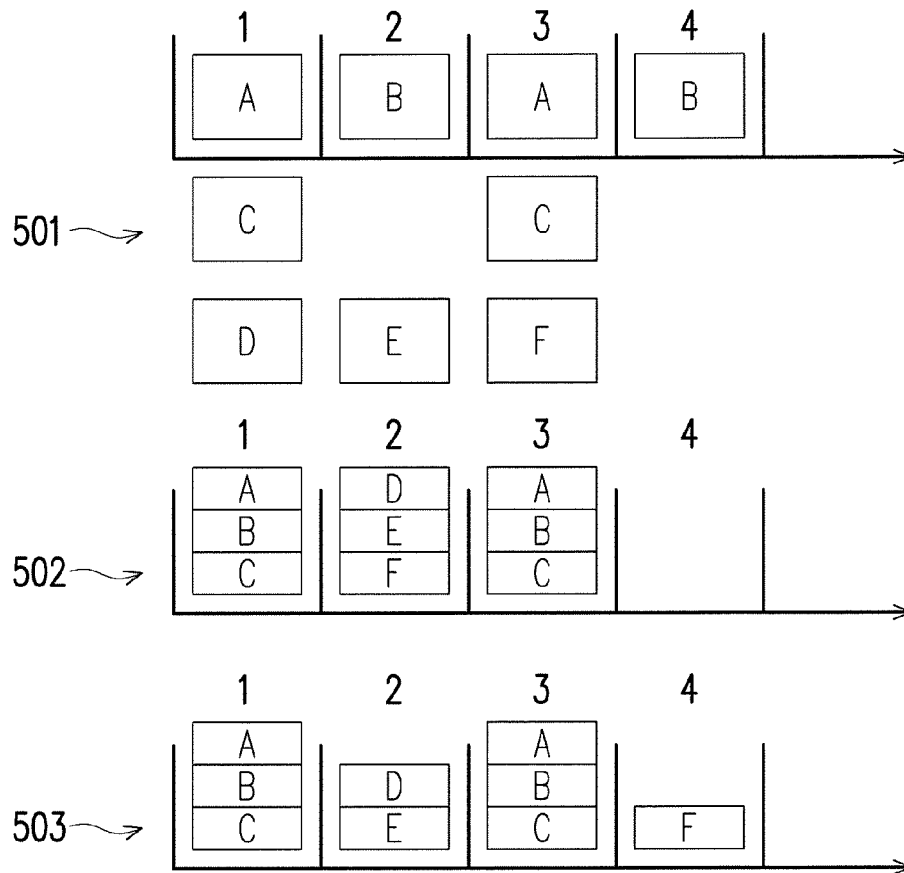 1 2 3 4
A B A B
501 C C
D E F
1 2 3 4
A D A
B E B
502 C F C
1 2 3 4
A A
B D B
503 C E C F